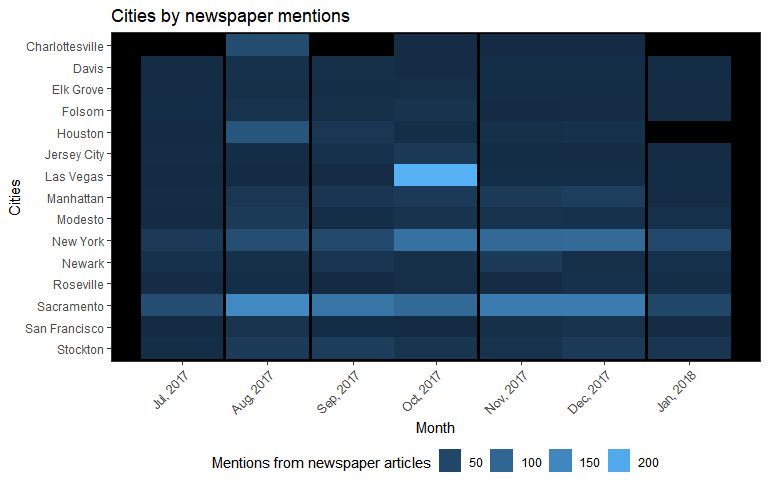 Cities by newspaper mentions
Charlottesville
Davis
Elk Grove
Folsom
Houston
Jersey City
Las Vegas
Manhattan
Modesto
New York
Newark
Roseville
Sacramento
San Francisco
Stockton
Cities
Jul, 2017
Aug, 2017
Sep, 2017
Oct, 2017
Nov, 2017
Dec, 2017
Jan, 2018
Month
Mentions from newspaper articles 50 100 150 200